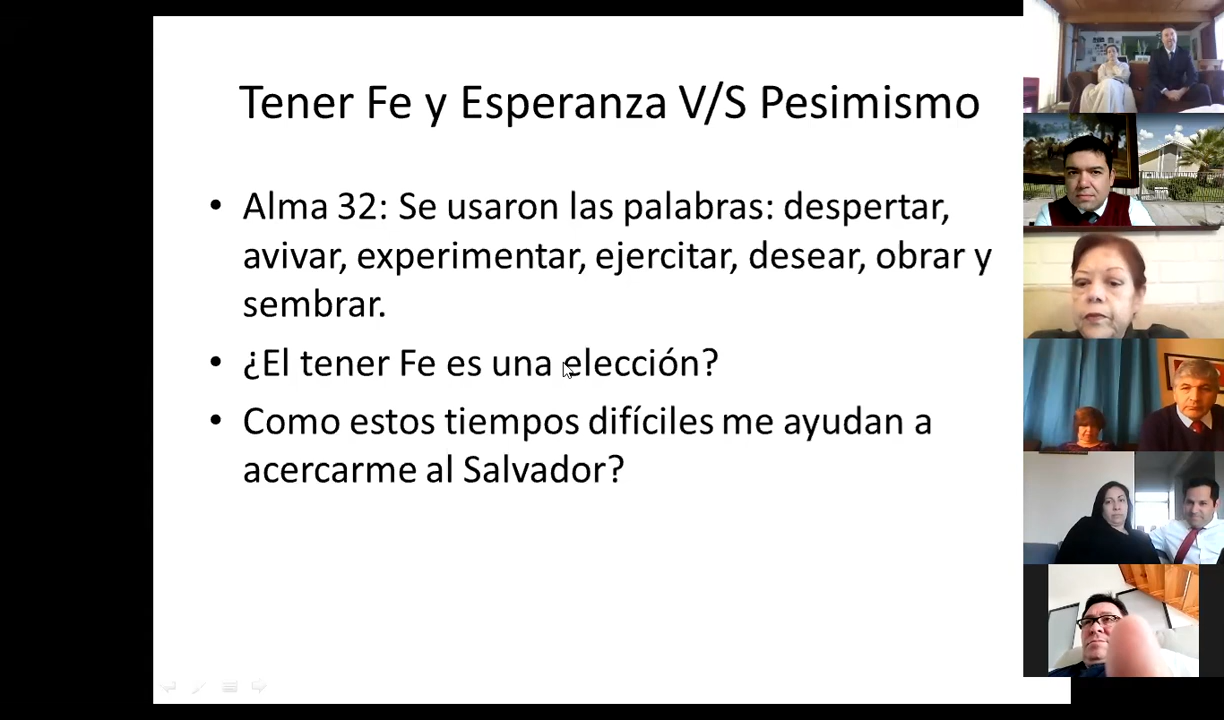 Tener Fe y Esperanza V/S Pesimismo
• Alma 32: Se usaron las palabras: despertar,
avivar, experimentar, ejercitar, desear, obrar y
sembrar.
• ¿El tener Fe es una elección?
• Como estos tiempos difíciles me ayudan a
acercarme al Salvador?